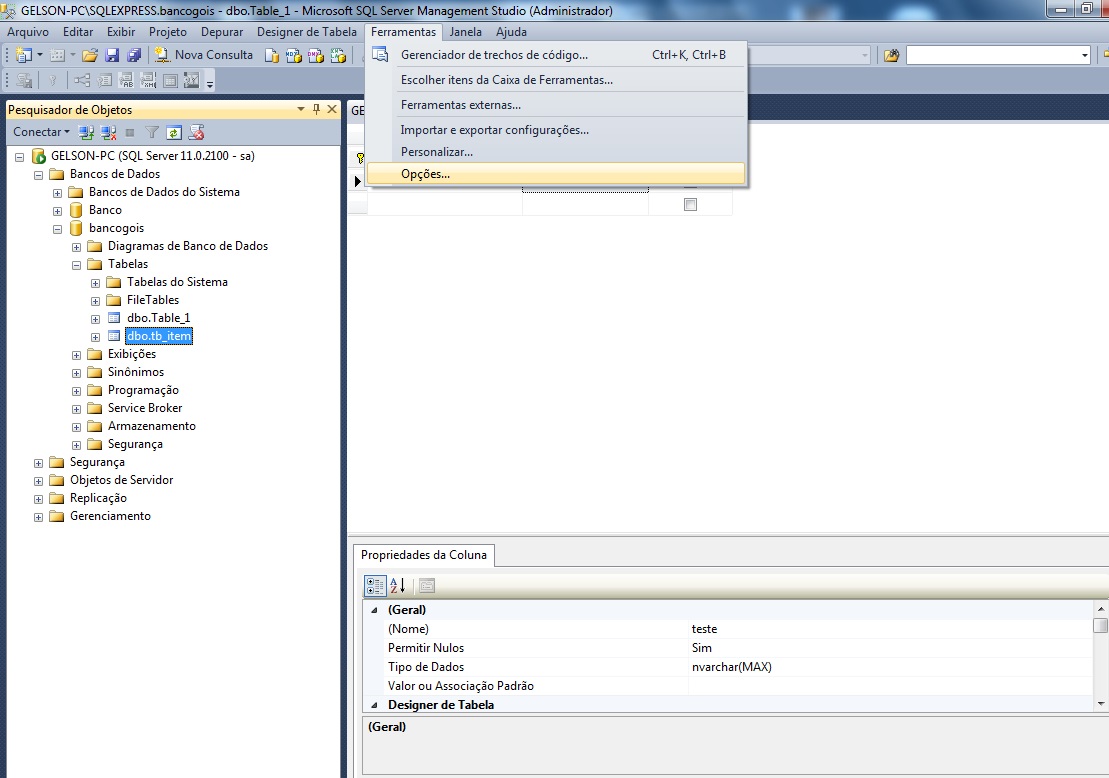 GELSON-PC\SQLEXPRESS.bancogois - dbo.Table_1 - Microsoft SQL Server Management Studio (Administrador)
Arquivo Editar Exibir Projeto Depurar Designer de Tabela Ferramentas Janela Ajuda
Nova Consulta
Gerenciador de trechos de código... Ctrl+K, Ctrl+B
Escolher itens da Caixa de Ferramentas...
Ferramentas externas...
Importar e exportar configurações...
Personalizar...
Opções...
Pesquisador de Objetos
GE
Conectar
GELSON-PC (SQL Server 11.0.2100 - sa)
Bancos de Dados
Bancos de Dados do Sistema
Banco
bancogois
Diagramas de Banco de Dados
Tabelas
Tabelas do Sistema
FileTables
dbo.Table_1
dbo.tb_item
Exibições
Sinônimos
Programação
Service Broker
Armazenamento
Segurança
Segurança
Objetos de Servidor
Replicação
Gerenciamento
Propriedades da Coluna
(Geral)
(Nome) teste
Permitir Nulos Sim
Tipo de Dados nvarchar(MAX)
Valor ou Associação Padrão
Designer de Tabela
(Geral)